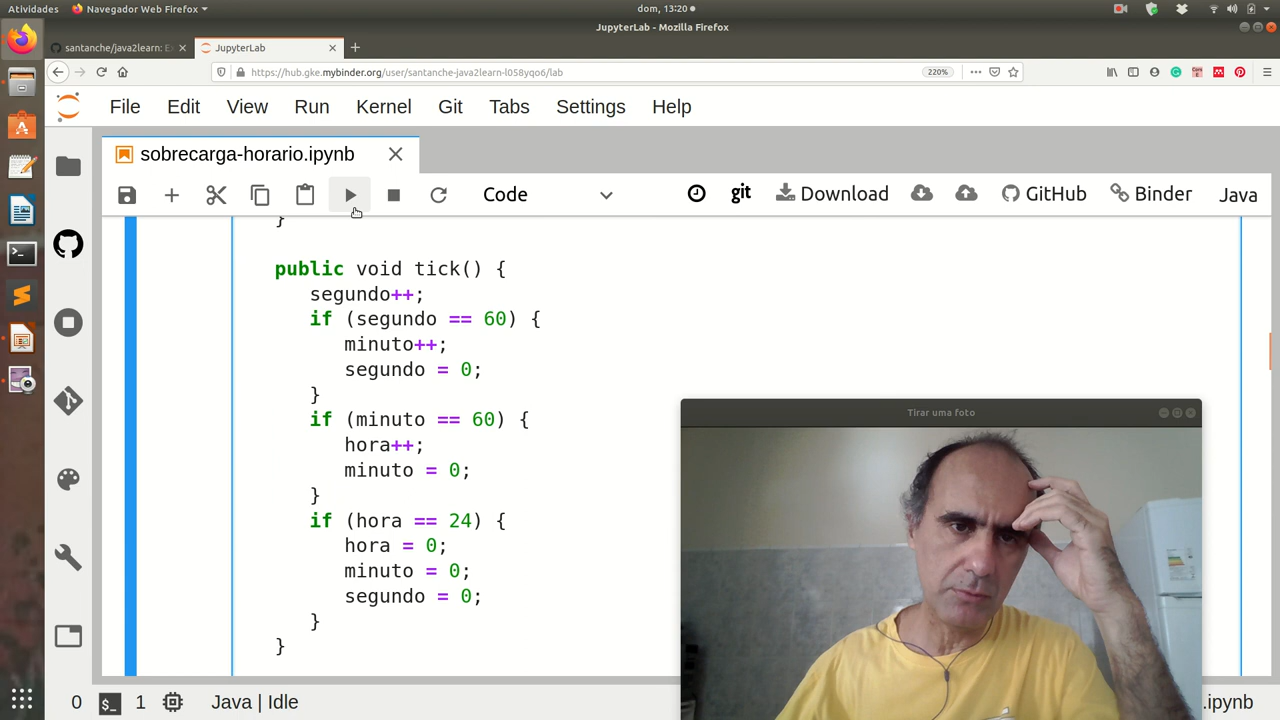 Atividades
Navegador Web Firefox
dom, 13:20
JupyterLab - Mozilla Firefox
santanche/java2learn: E
JupyterLab
https://hub.gke.mybinder.org/user/santanche-java2learn-l058yqo6/lab
220%
File Edit View Run Kernel Git Tabs Settings Help
sobrecarga-horario.ipynb
Code
git
Download
GitHub
Binder
Java
}
public void tick() {
segundo++;
if (segundo == 60) {
minuto++;
segundo = 0;
}
if (minuto == 60) {
hora++;
minuto = 0;
}
if (hora == 24) {
hora = 0;
minuto = 0;
segundo = 0;
}
}
Tirar uma foto
0
$_
1
Java | Idle
.ipynb